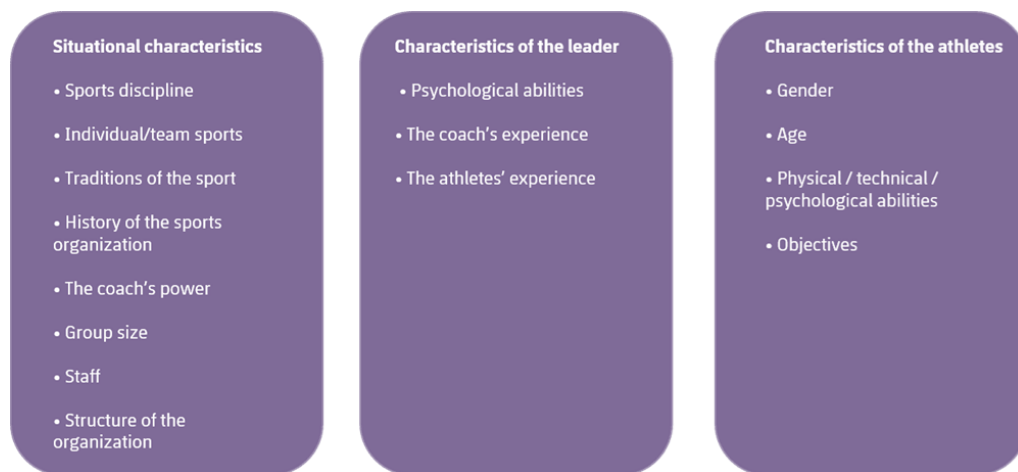 Situational characteristics
• Sports discipline
• Individual/team sports
• Traditions of the sport
• History of the sports
organization
• The coach's power
• Group size
• Staff
• Structure of the
organization
Characteristics of the leader
• Psychological abilities
• The coach's experience
• The athletes' experience
Characteristics of the athletes
• Gender
• Age
• Physical / technical /
psychological abilities
• Objectives